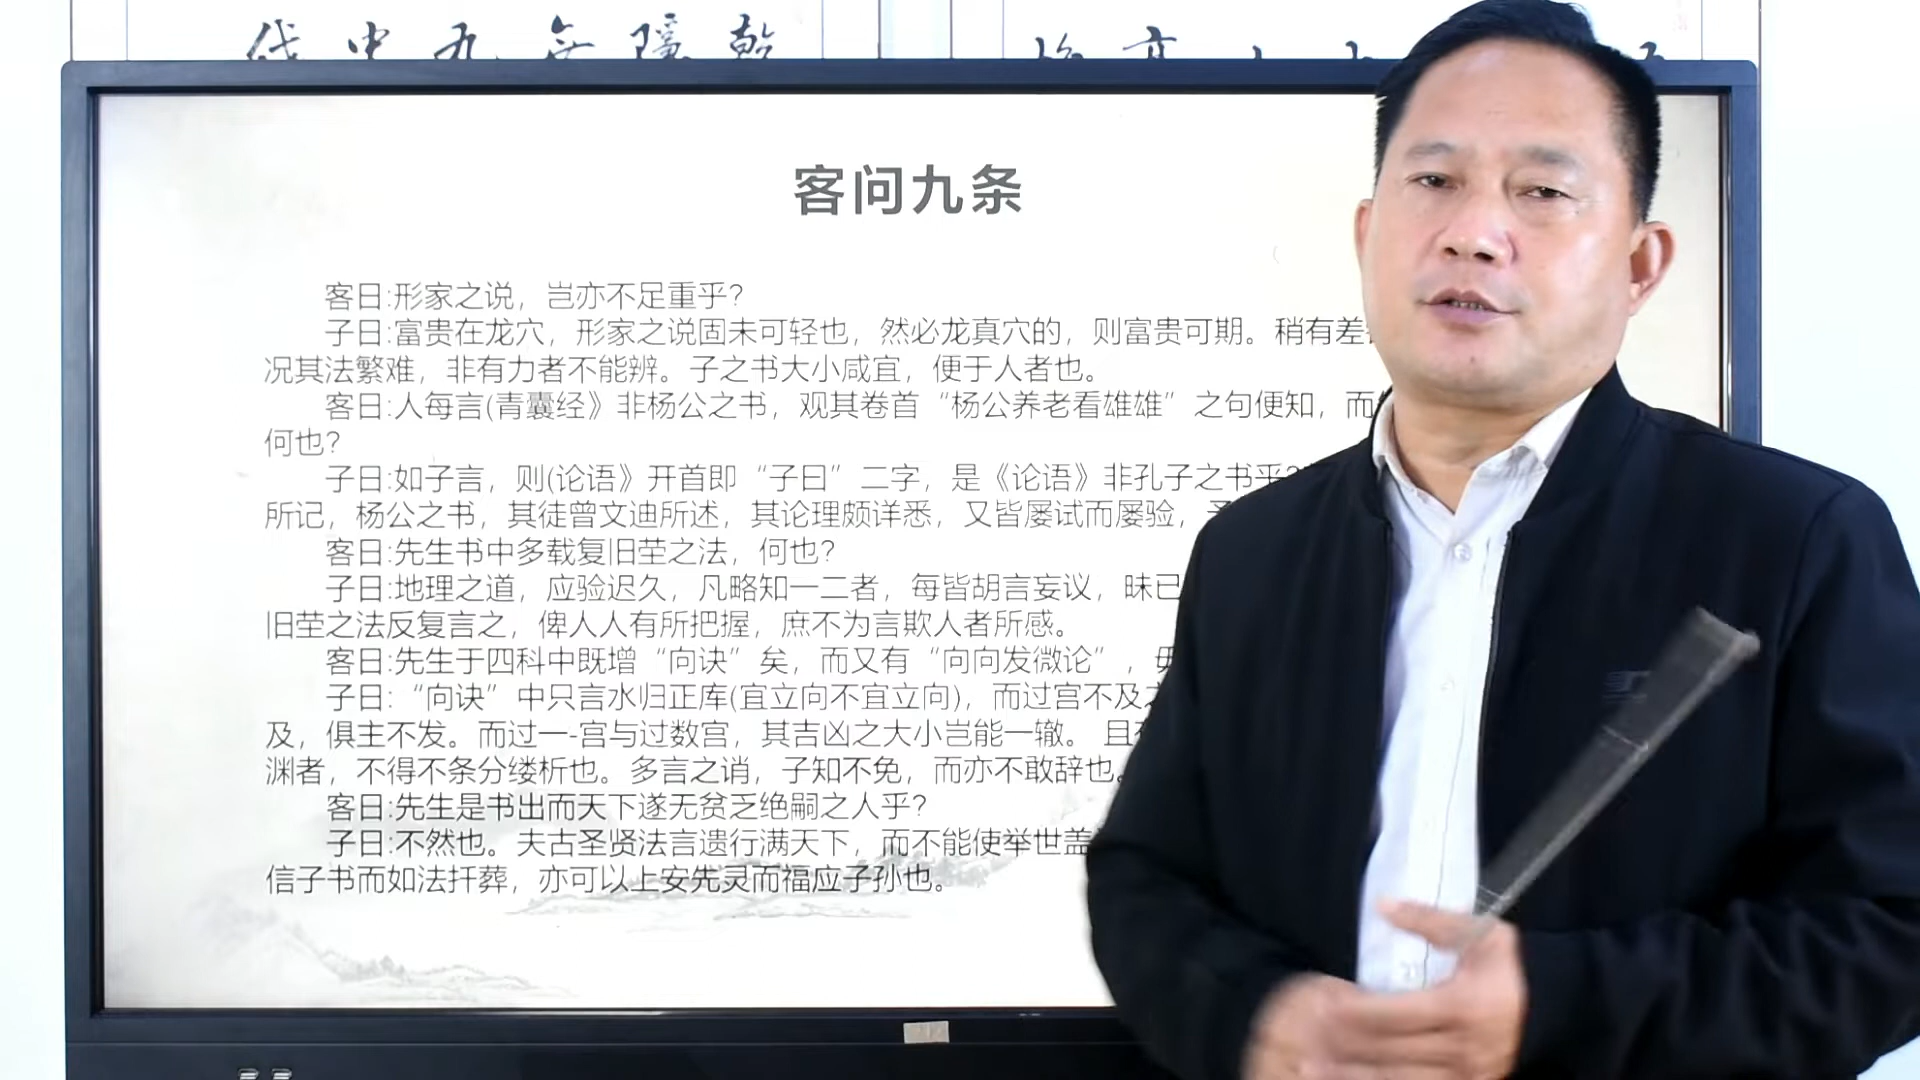 中九 隱 乾
客问九条
客日:形家之说，岂亦不足重乎？
子日:富贵在龙穴，形家之说固未可轻也，然必龙真穴的，则富贵可期。稍有差
况其法繁难，非有力者不能辨。子之书大小咸宜，便于人者也。
客日:人每言(青囊经》非杨公之书，观其卷首“杨公养老看雄雄”之句便知，而
何也？
子日:如子言，则(论语》开首即“子曰”二字，是《论语》非孔子之书乎?
所记，杨公之书，其徒曾文迪所述，其论理颇详悉，又皆屡试而屡验，
客日:先生书中多载复旧茔之法，何也？
子日:地理之道，应验迟久，凡略知一二者，每皆胡言妄议，昧已
旧茔之法反复言之，俾人人有所把握，庶不为言欺人者所感。
客日:先生于四科中既增“向诀”矣，而又有“向向发微论”，毋
子日:“向诀”中只言水归正库(宜立向不宜立向)，而过宫不及之
及，俱主不发。而过一-宫与过数宫，其吉凶之大小岂能一辙。 且有
渊者，不得不条分缕析也。多言之诮，子知不免，而亦不敢辞也。
客日:先生是书出而天下遂无贫乏绝嗣之人乎？
子日:不然也。夫古圣贤法言遗行满天下，而不能使举世盖
信子书而如法扦葬，亦可以上安先灵而福应子孙也。